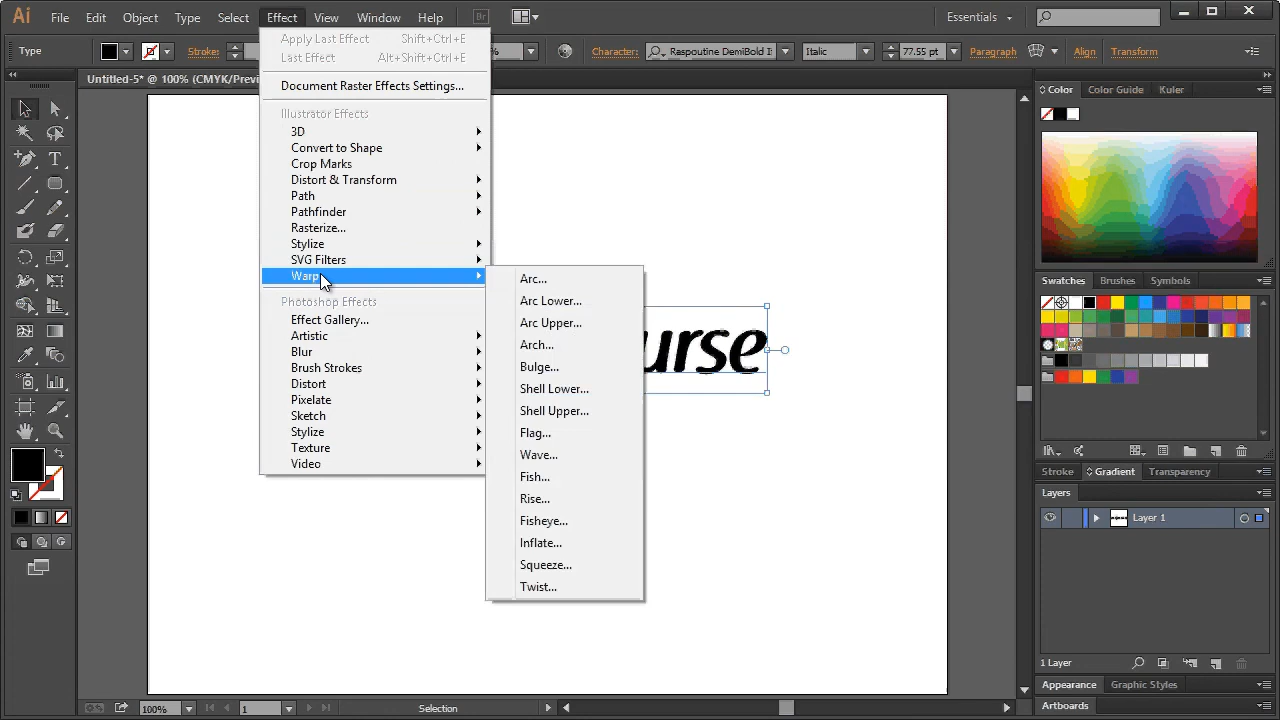 Ai File Edit Object Type Select Effect View Window Help Br Essentials
Type Stroke: % Character: Raspoutine DemiBold It Italic 77.55 pt Paragraph Align Transform
Untitled-5* @ 100% (CMYK/Previ
Apply Last Effect Shift+Ctrl+E
Last Effect Alt+Shift+Ctrl+E
Document Raster Effects Settings...
Illustrator Effects
3D
Convert to Shape
Crop Marks
Distort & Transform
Path
Pathfinder
Rasterize...
Stylize
SVG Filters
Warp
Photoshop Effects
Effect Gallery...
Artistic
Blur
Brush Strokes
Distort
Pixelate
Sketch
Stylize
Texture
Video
Arc...
Arc Lower...
Arc Upper...
Arch...
Bulge...
Shell Lower...
Shell Upper...
Flag...
Wave...
Fish...
Rise...
Fisheye...
Inflate...
Squeeze...
Twist...
urse
Color Color Guide Kuler
Swatches Brushes Symbols
Stroke Gradient Transparency
Layers
Layer 1
1 Layer
Appearance Graphic Styles
Artboards
100% 1 Selection